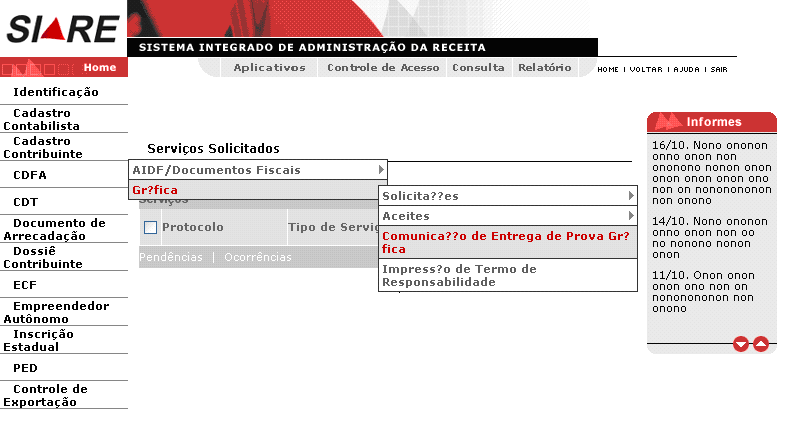 SIARE
SISTEMA INTEGRADO DE ADMINISTRAÇÃO DA RECEITA
Home
Aplicativos
Controle de Acesso
Consulta
Relatório
HOME | VOLTAR | AJUDA | SAIR
Identificação
Cadastro
Contabilista
Cadastro
Contribuinte
CDFA
CDT
Documento de
Arrecadação
Dossiê
Contribuinte
ECF
Empreendedor
Autônomo
Inscrição
Estadual
PED
Controle de
Exportação
Serviços Solicitados
AIDF/Documentos Fiscais
Gr?fica
Serviços
Protocolo
Tipo de Serviç
Pendências | Ocorrências
Solicita??es
Aceites
Comunica??o de Entrega de Prova Gr?
fica
Impress?o de Termo de
Responsabilidade
Informes
16/10. Nono ononon
onno onon non
ononono nonon onon
onon onon onon ono
non on nonononono
non onono
14/10. Nono ononon
onno onon non oo
no nonono nonon
onon
11/10. Onon onon
onon ono non on
nononononon non
onono